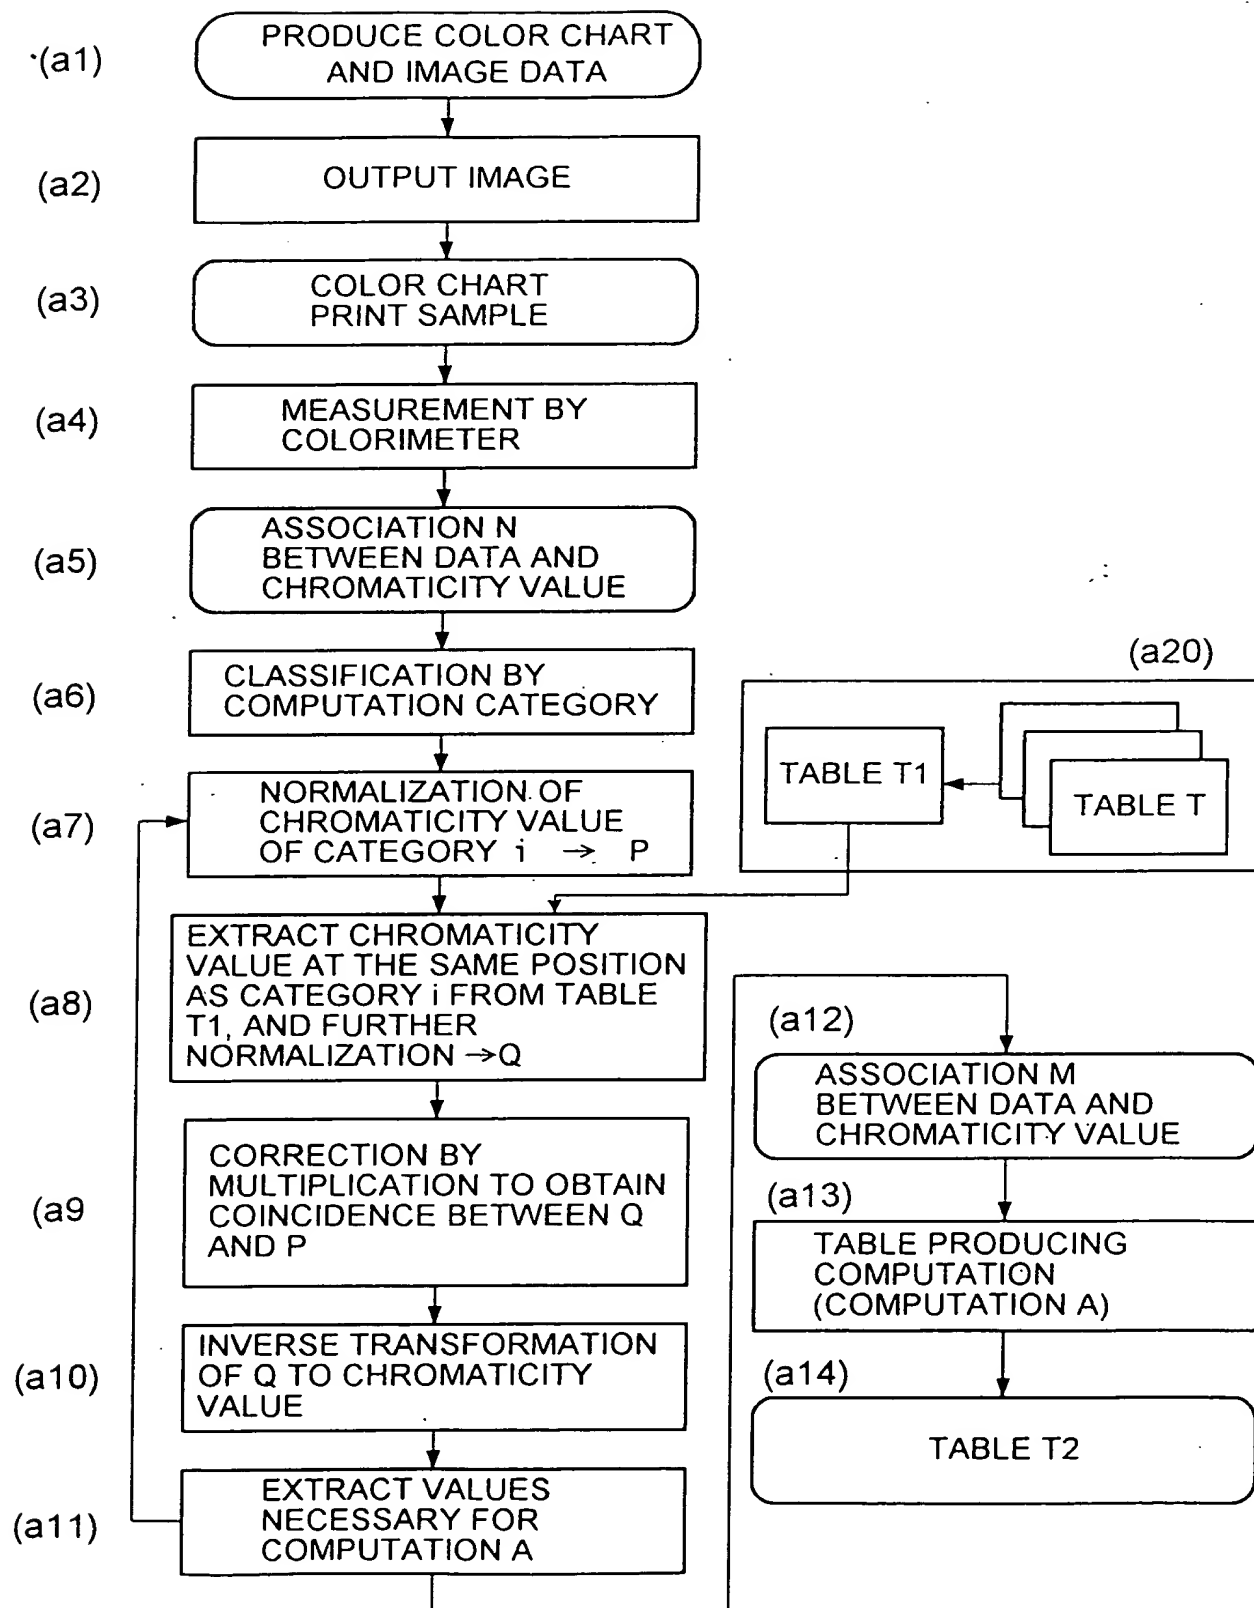 (a1)
PRODUCE COLOR CHART
AND IMAGE DATA
(a2)
OUTPUT IMAGE
(a3)
COLOR CHART
PRINT SAMPLE
(a4)
MEASUREMENT BY
COLORIMETER
(a5)
ASSOCIATION N
BETWEEN DATA AND
CHROMATICITY VALUE
(a6)
CLASSIFICATION BY
COMPUTATION CATEGORY
(a7)
NORMALIZATION OF
CHROMATICITY VALUE
OF CATEGORY i → P
(a20)
TABLE T1
TABLE T
(a8)
EXTRACT CHROMATICITY
VALUE AT THE SAME POSITION
AS CATEGORY i FROM TABLE
T1, AND FURTHER
NORMALIZATION →Q
(a9
CORRECTION BY
MULTIPLICATION TO OBTAIN
COINCIDENCE BETWEEN Q
AND P
(a10)
INVERSE TRANSFORMATION
OF Q TO CHROMATICITY
VALUE
(a11)
EXTRACT VALUES
NECESSARY FOR
COMPUTATION A
(a12)
ASSOCIATION M
BETWEEN DATA AND
CHROMATICITY VALUE
(a13)
TABLE PRODUCING
COMPUTATION
(COMPUTATION A)
(a14)
TABLE T2